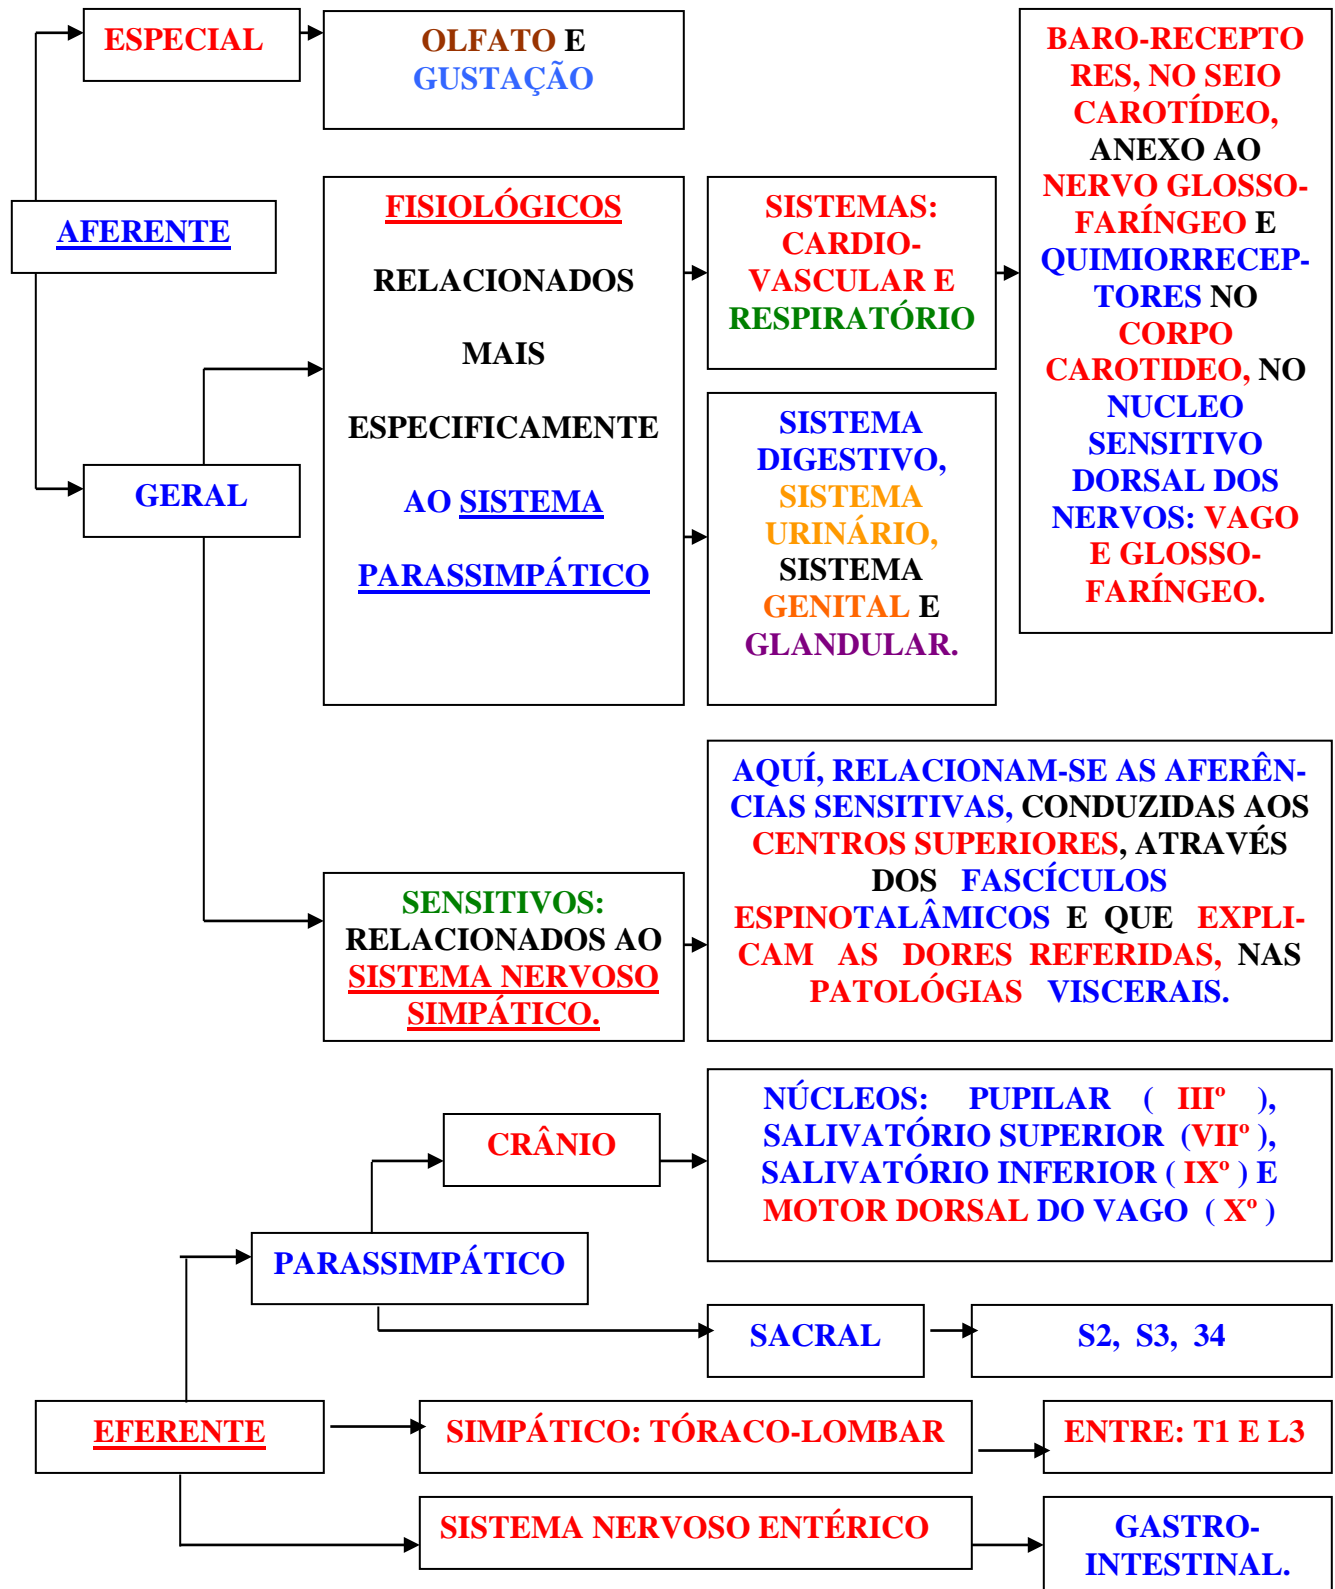 ESPECIAL
OLFATO E
GUSTAÇÃO
BARO-RECEPTO
RES, NO SEIO
CAROTÍDEO,
ANEXO AO
NERVO GLOSSO-
FARÍNGEO E
QUIMIORRECEP-
TORES NO
CORPO
CAROTIDEO, NO
NUCLEO
SENSITIVO
DORSAL DOS
NERVOS: VAGO
E GLOSSO-
FARÍNGEO.
AFERENTE
FISIOLÓGICOS
RELACIONADOS
MAIS
ESPECIFICAMENTE
AO SISTEMA
PARASSIMPÁTICO
SISTEMAS:
CARDIO-
VASCULAR E
RESPIRATÓRIO
SISTEMA
DIGESTIVO,
SISTEMA
URINÁRIO,
SISTEMA
GENITAL E
GLANDULAR.
GERAL
SENSITIVOS:
RELACIONADOS AO
SISTEMA NERVOSO
SIMPÁTICO.
AQUÍ, RELACIONAM-SE AS AFERÊN-
CIAS SENSITIVAS, CONDUZIDAS AOS
CENTROS SUPERIORES, ATRAVÉS
DOS FASCÍCULOS
ESPINOTALÂMICOS E QUE EXPLI-
CAM AS DORES REFERIDAS, NAS
PATOLÓGIAS VISCERAIS.
CRÂNIO
NÚCLEOS: PUPILAR ( IIIº ),
SALIVATÓRIO SUPERIOR (VIIº ),
SALIVATÓRIO INFERIOR ( IXº ) E
MOTOR DORSAL DO VAGO ( Xº )
PARASSIMPÁTICO
SACRAL
S2, S3, 34
EFERENTE
SIMPÁTICO: TÓRACO-LOMBAR
ENTRE: T1 E L3
SISTEMA NERVOSO ENTÉRICO
GASTRO-
INTESTINAL.